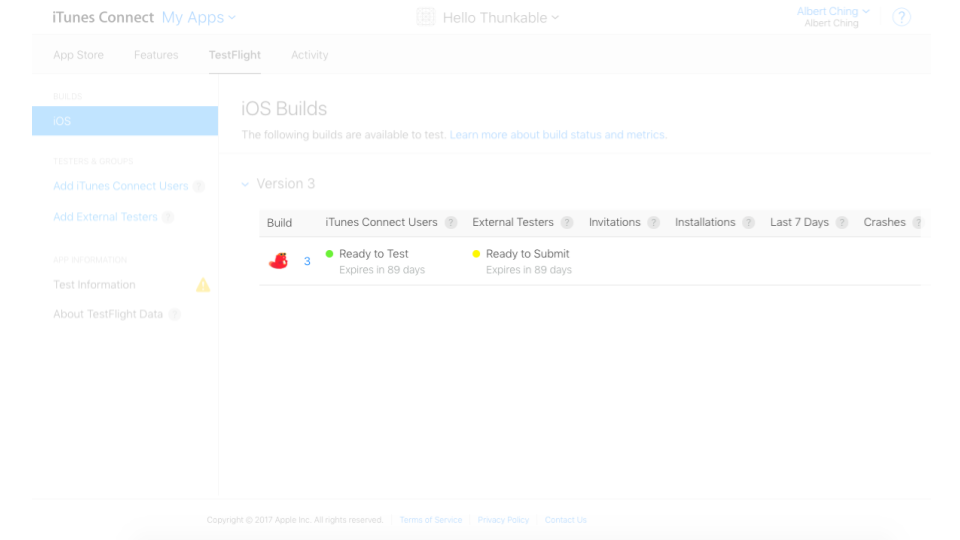 iTunes Connect My Apps
Hello Thunkable
Albert Ching
Albert Ching
?
App Store Features TestFlight Activity
BUILDS
iOS
TESTERS & GROUPS
Add iTunes Connect Users ?
Add External Testers ?
APP INFORMATION
Test Information
About TestFlight Data ?
iOS Builds
The following builds are available to test. Learn more about build status and metrics.
Version 3
Build iTunes Connect Users ? External Testers ? Invitations ? Installations ? Last 7 Days ? Crashes ?
3 Ready to Test Ready to Submit
Expires in 89 days Expires in 89 days
Copyright © 2017 Apple Inc. All rights reserved. Terms of Service Privacy Policy Contact Us